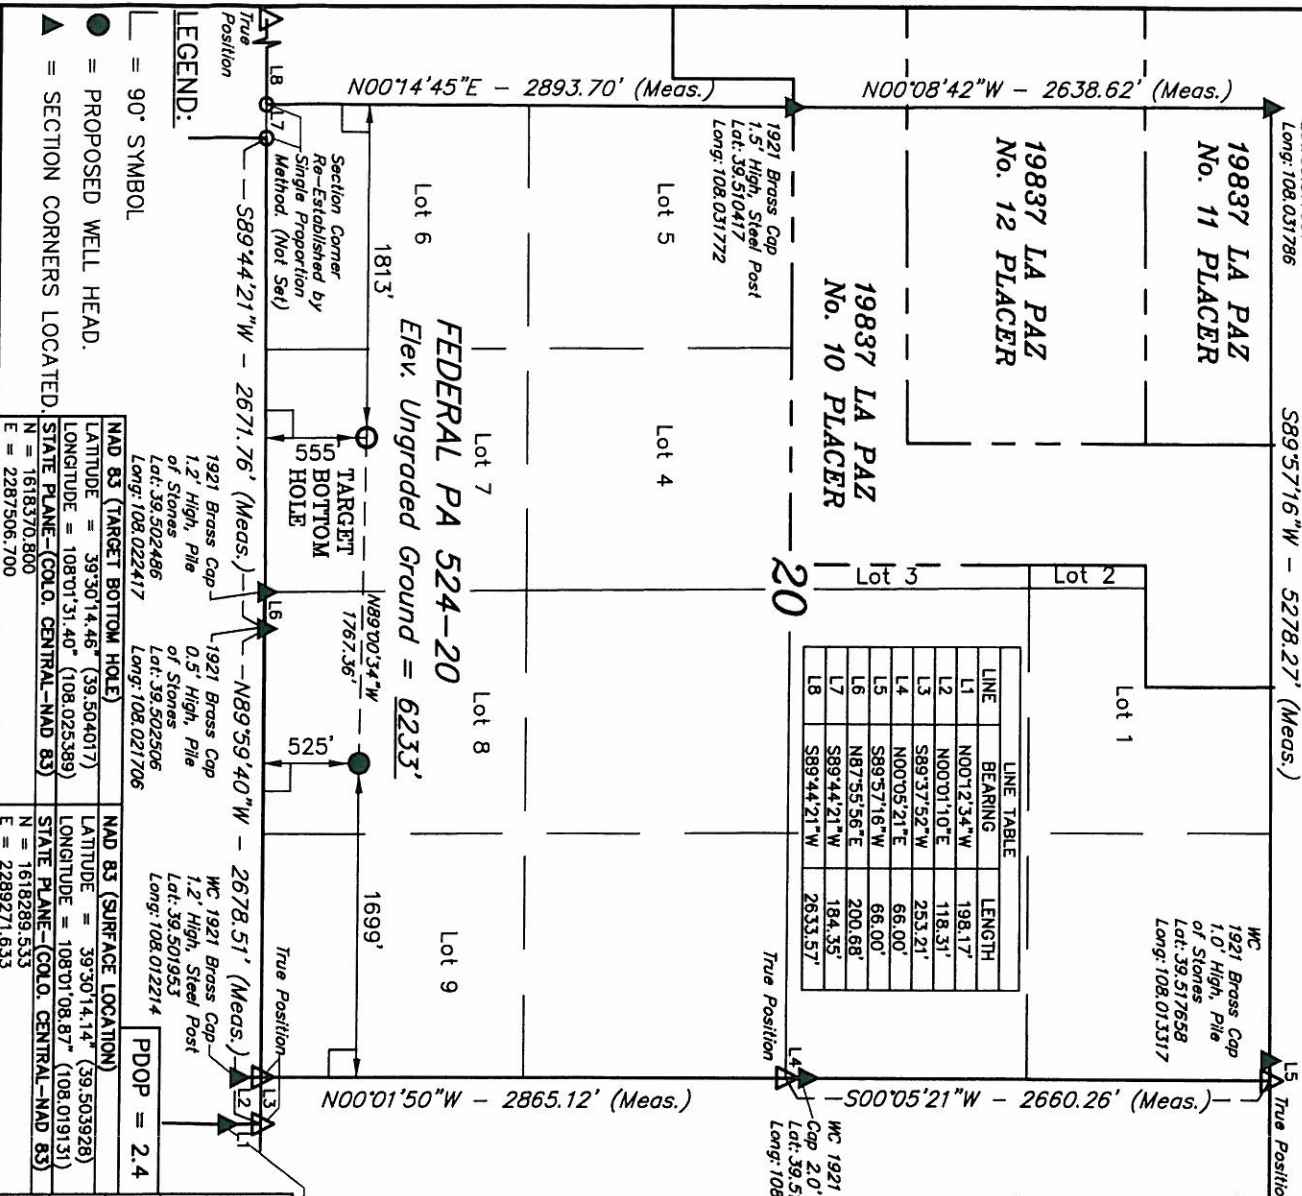 Long: 108.031786
S89°57'16"W - 5278.27' (Meas.)
L5
True
19837 LA PAZ
No. 11 PLACER
Lot 1
WC
1921 Brass Cap
1.0' High, Pile
of Stones
Lat: 39.517658
Long: 108.013317
N00°08'42"W - 2638.62' (Meas.)
S00°05'21"W - 2660.26' (Meas.)
19837 LA PAZ
No. 12 PLACER
Lot 2
Lot 3
19837 LA PAZ
No. 10 PLACER
LINE TABLE
LINE BEARING LENGTH
L1 N00°12'34"W 198.17'
L2 N00°01'10"E 118.31'
L3 S89°37'52"W 253.21'
L4 N00°05'21"E 66.00'
L5 S89°57'16"W 66.00'
L6 N87°55'56"E 200.68'
L7 S89°44'21"W 184.35'
L8 S89°44'21"W 2633.57'
20
L4
True Position
WC 1921
Cap 2.0'
1921 Brass Cap
1.5' High, Steel Post
Lat: 39.510417
Long: 108.031772
Lot 5
Lot 4
N00°14'45"E - 2893.70' (Meas.)
N00°01'50"W - 2865.12' (Meas.)
Lot 6
Lot 7
Lot 8
Lot 9
FEDERAL PA 524-20
Elev. Ungraded Ground = 6233'
1813'
N89°00'34"W
1767.36'
1699'
TARGET
BOTTOM
HOLE
555'
525'
Section Corner
Re-Established by
Single Proportion
Method. (Not Set)
True
Position
L8
L7
L6
True Position
L3
L2
L1
S89°44'21"W - 2671.76' (Meas.)
N89°59'40"W - 2678.51' (Meas.)
1921 Brass Cap
1.2' High, Pile
of Stones
Lat: 39.502486
Long: 108.022417
1921 Brass Cap
0.5' High, Pile
of Stones
Lat: 39.502506
Long: 108.021706
WC 1921 Brass Cap
1.2' High, Steel Post
Lat: 39.501953
Long: 108.012214
PDOP = 2.4
LEGEND:
= 90° SYMBOL
= PROPOSED WELL HEAD.
= SECTION CORNERS LOCATED.
NAD 83 (TARGET BOTTOM HOLE)
LATITUDE = 39°30'14.46" (39.504017)
LONGITUDE = 108°01'31.40" (108.025389)
STATE PLANE-(COLO. CENTRAL-NAD 83)
N = 1618370.800
E = 2287506.700
NAD 83 (SURFACE LOCATION)
LATITUDE = 39°30'14.14" (39.503928)
LONGITUDE = 108°01'08.87" (108.019131)
STATE PLANE-(COLO. CENTRAL-NAD 83)
N = 1618289.533
E = 2289271.633